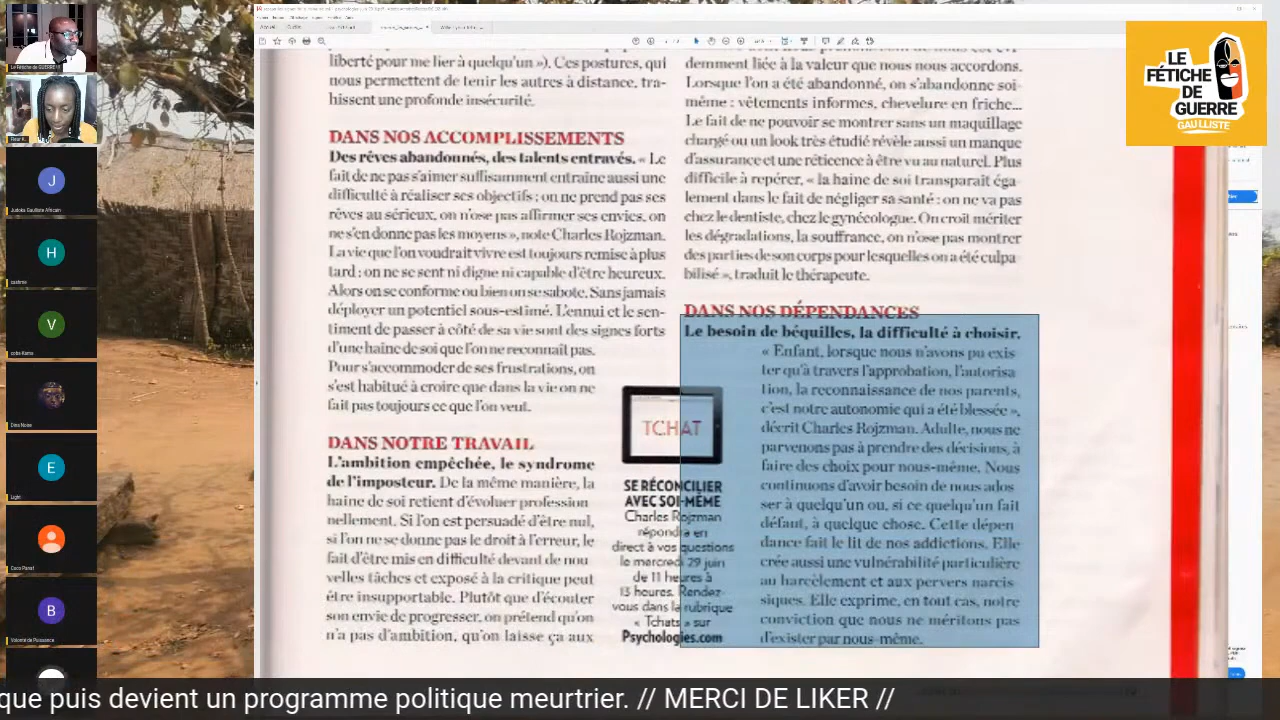 Le Fétiche de GUERRE
Fleur K.
Judoka Gaulliste Africain
sashme
coba Kama
Dina Noire
Light
Coco Panaf
Volonté de Puissance
J
H
V
E
B
LE
FÉTICHE
DE
GUERRE
GAULLISTE
liberté pour me lier à quelqu'un »). Ces postures, qui
nous permettent de tenir les autres à distance, tra-
hissent une profonde insécurité.
DANS NOS ACCOMPLISSEMENTS
Des rêves abandonnés, des talents entravés. « Le
fait de ne pas s'aimer suffisamment entraîne aussi une
difficulté à réaliser ses objectifs : on ne prend pas ses
rêves au sérieux, on n'ose pas affirmer ses envies, on
ne s'en donne pas les moyens », note Charles Rojzman.
La vie que l'on voudrait vivre est toujours remise à plus
tard : on ne se sent ni digne ni capable d'être heureux.
Alors on se conforme ou bien on se sabote. Sans jamais
déployer un potentiel sous-estimé. L'ennui et le sen-
timent de passer à côté de sa vie sont des signes forts
d'une haine de soi que l'on ne reconnaît pas.
Pour s'accommoder de ses frustrations, on
s'est habitué à croire que dans la vie on ne
fait pas toujours ce que l'on veut.
DANS NOTRE TRAVAIL
L'ambition empêchée, le syndrome
de l'imposteur. De la même manière, la
haine de soi retient d'évoluer profession
nellement. Si l'on est persuadé d'être nul,
si l'on ne se donne pas le droit à l'erreur, le
fait d'être mis en difficulté devant de nou
velles tâches et exposé à la critique peut
être insupportable. Plutôt que d'écouter
son envie de progresser, on prétend qu'on
n'a pas d'ambition, qu'on laisse ça aux
TCHAT
SE RÉCONCILIER
AVEC SOI-MÊME
Charles Rojzman
répondra en
direct à vos questions
le mercredi 29 juin
de 11 heures à
13 heures. Rendez-
vous dans la rubrique
« Tchats » sur
Psychologies.com
demment liée à la valeur que nous nous accordons.
Lorsque l'on a été abandonné, on s'abandonne soi-
même : vêtements informes, chevelure en friche…
Le fait de ne pouvoir se montrer sans un maquillage
chargé ou un look très étudié révèle aussi un manque
d'assurance et une réticence à être vu au naturel. Plus
difficile à repérer, « la haine de soi transparaît éga-
lement dans le fait de négliger sa santé : on ne va pas
chez le dentiste, chez le gynécologue. On croit mériter
les dégradations, la souffrance, on n'ose pas montrer
des parties de son corps pour lesquelles on a été culpa-
bilisé », traduit le thérapeute.
DANS NOS DÉPENDANCES
Le besoin de béquilles, la difficulté à choisir.
« Enfant, lorsque nous n'avons pu exis-
ter qu'à travers l'approbation, l'autorisa-
tion, la reconnaissance de nos parents,
c'est notre autonomie qui a été blessée »,
décrit Charles Rojzman. Adulte, nous ne
parvenons pas à prendre des décisions, à
faire des choix pour nous-même. Nous
continuons d'avoir besoin de nous ados-
ser à quelqu'un ou, si ce quelqu'un fait
défaut, à quelque chose. Cette dépen-
dance fait le lit de nos addictions. Elle
crée aussi une vulnérabilité particulière
au harcèlement et aux pervers narcis-
siques. Elle exprime, en tout cas, notre
conviction que nous ne méritons pas
d'exister par nous-même.
que puis devient un programme politique meurtrier. // MERCI DE LIKER //